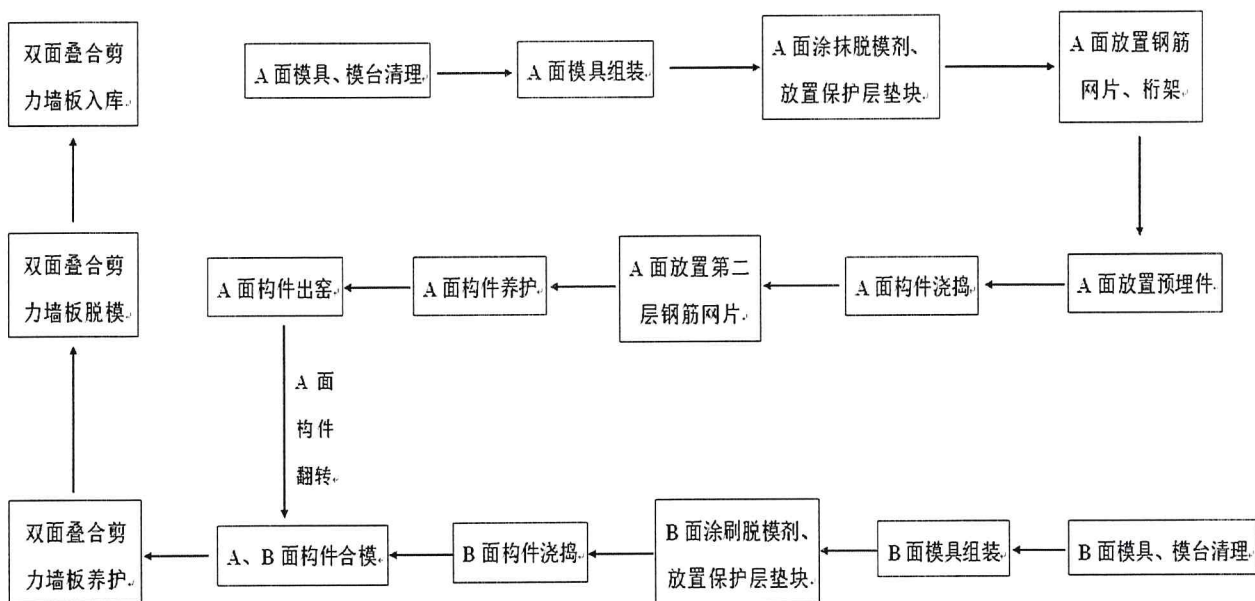 双面叠合剪
力墙板入库
A面模具、模台清理
A面模具组装
A面涂抹脱模剂、
放置保护层垫块
A面放置钢筋
网片、桁架
双面叠合剪
力墙板脱模
A面构件出窑
A面构件养护
A面放置第二
层钢筋网片
A面构件浇捣
A面放置预埋件
A面
构件
翻转
双面叠合剪
力墙板养护
A、B面构件合模
B面构件浇捣
B面涂刷脱模剂、
放置保护层垫块
B面模具组装
B面模具、模台清理